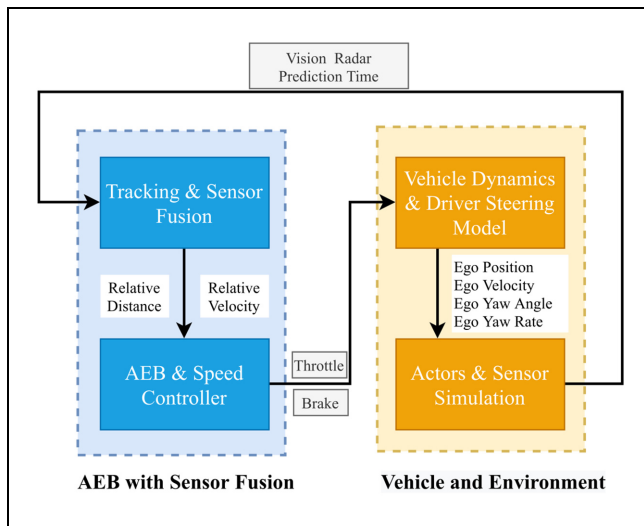 Vision Radar
Prediction Time
Tracking & Sensor
Fusion
Relative
Distance
Relative
Velocity
AEB & Speed
Controller
Throttle
Brake
AEB with Sensor Fusion
Vehicle Dynamics
& Driver Steering
Model
Ego Position
Ego Velocity
Ego Yaw Angle
Ego Yaw Rate
Actors & Sensor
Simulation
Vehicle and Environment